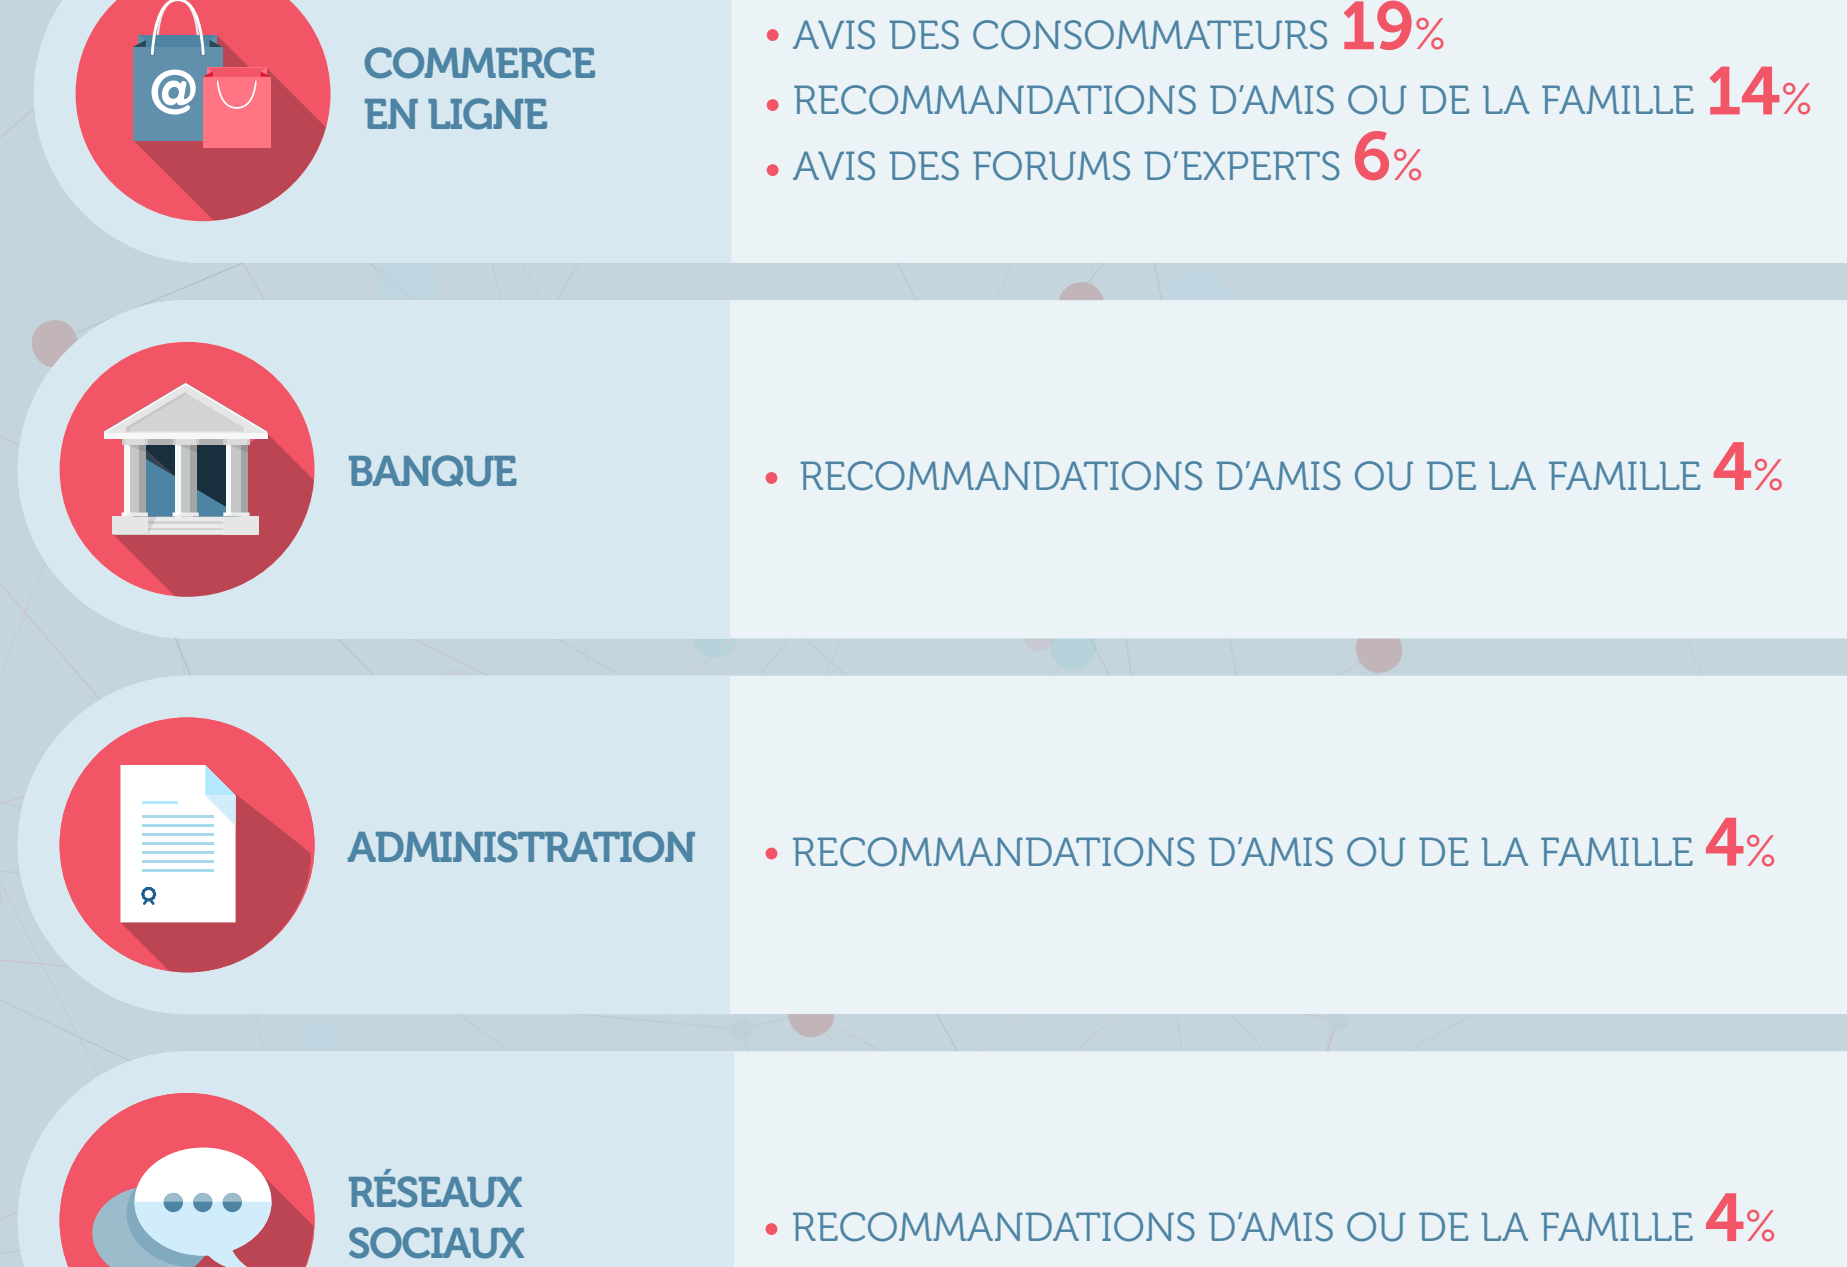 COMMERCE
EN LIGNE
@
• AVIS DES CONSOMMATEURS 19%
• RECOMMANDATIONS D'AMIS OU DE LA FAMILLE 14%
• AVIS DES FORUMS D'EXPERTS 6%
BANQUE
• RECOMMANDATIONS D'AMIS OU DE LA FAMILLE 4%
ADMINISTRATION
• RECOMMANDATIONS D'AMIS OU DE LA FAMILLE 4%
RÉSEAUX
SOCIAUX
• RECOMMANDATIONS D'AMIS OU DE LA FAMILLE 4%